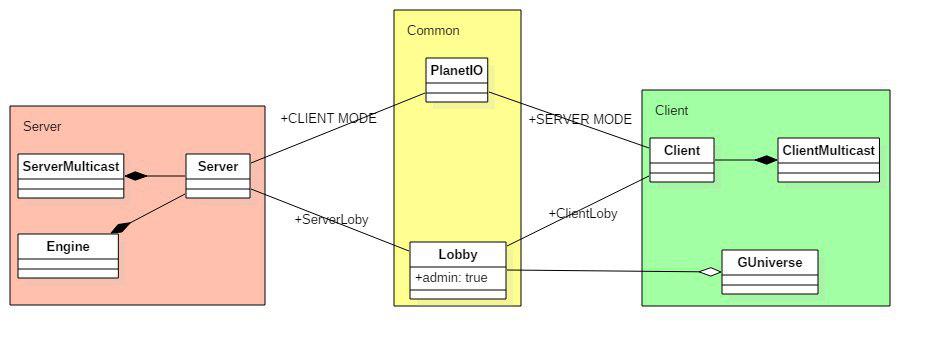 Common
PlanetIO
+CLIENT MODE
+SERVER MODE
Server
ServerMulticast
Server
Engine
+ServerLoby
+ClientLoby
Lobby
+admin: true
Client
Client
ClientMulticast
GUniverse